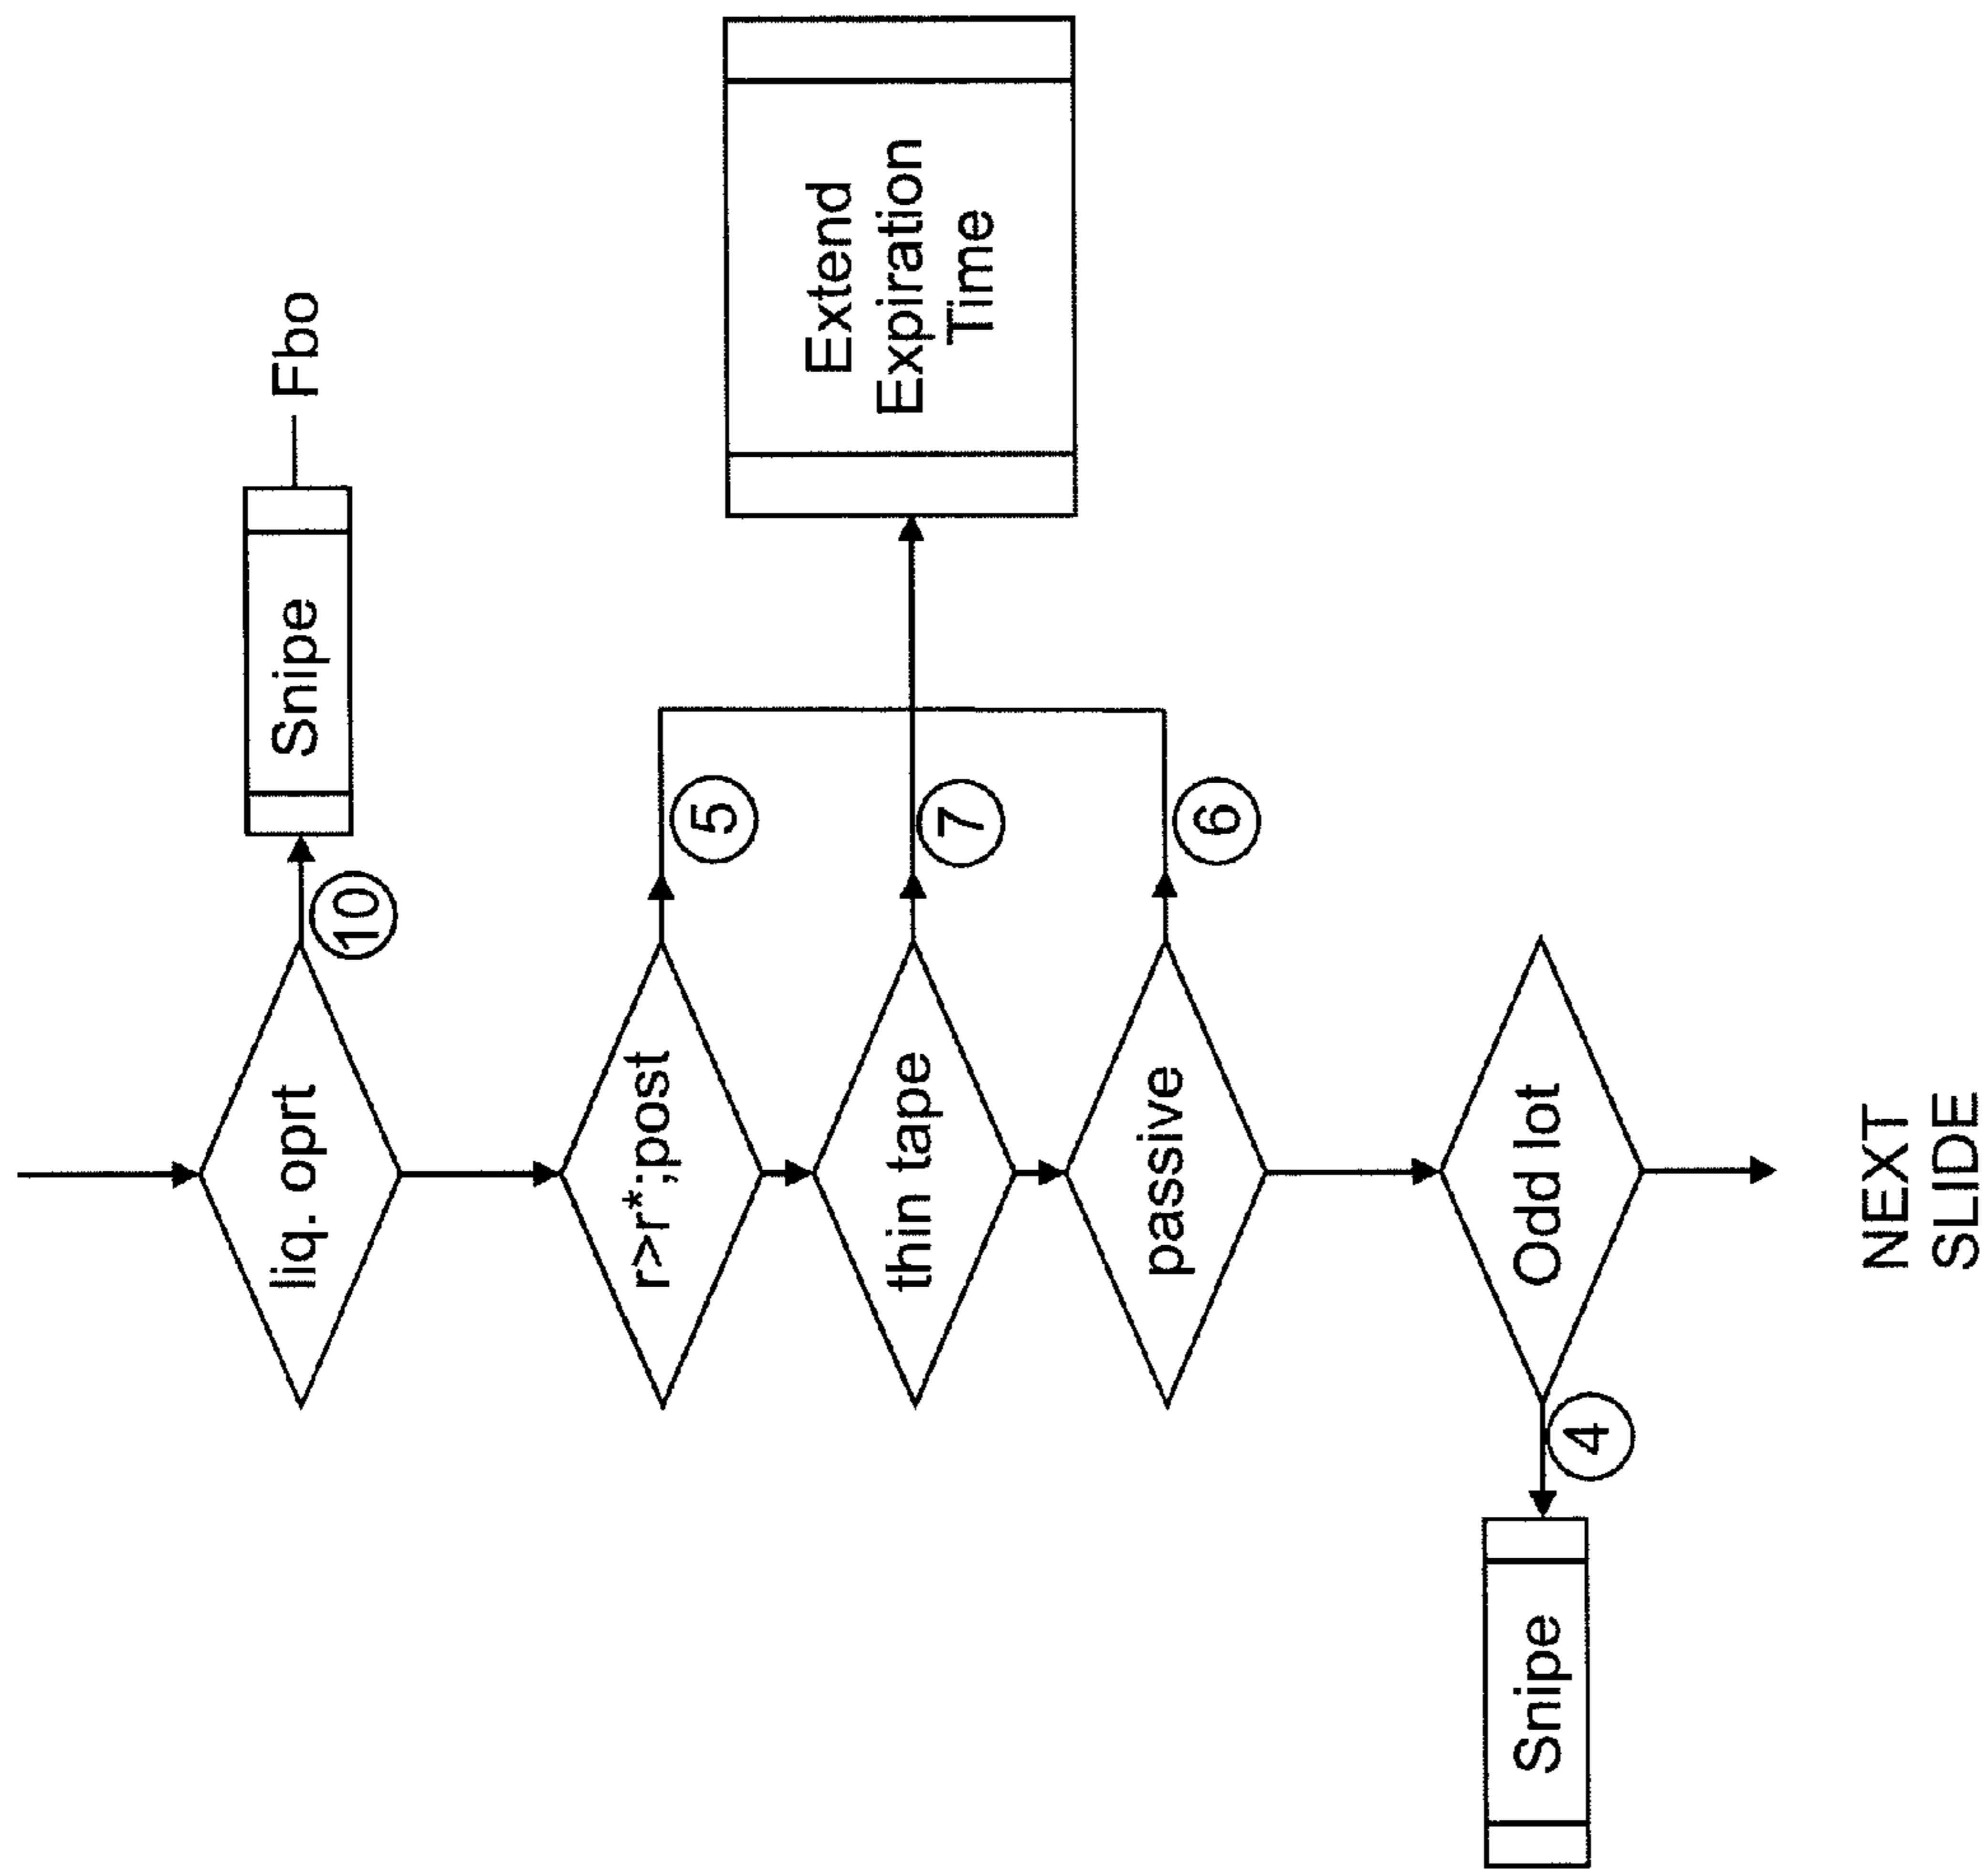 liq. oprt
10
Snipe
Fbo
r>r*;post
5
thin tape
7
passive
6
Extend
Expiration
Time
Odd lot
4
Snipe
NEXT
SLIDE